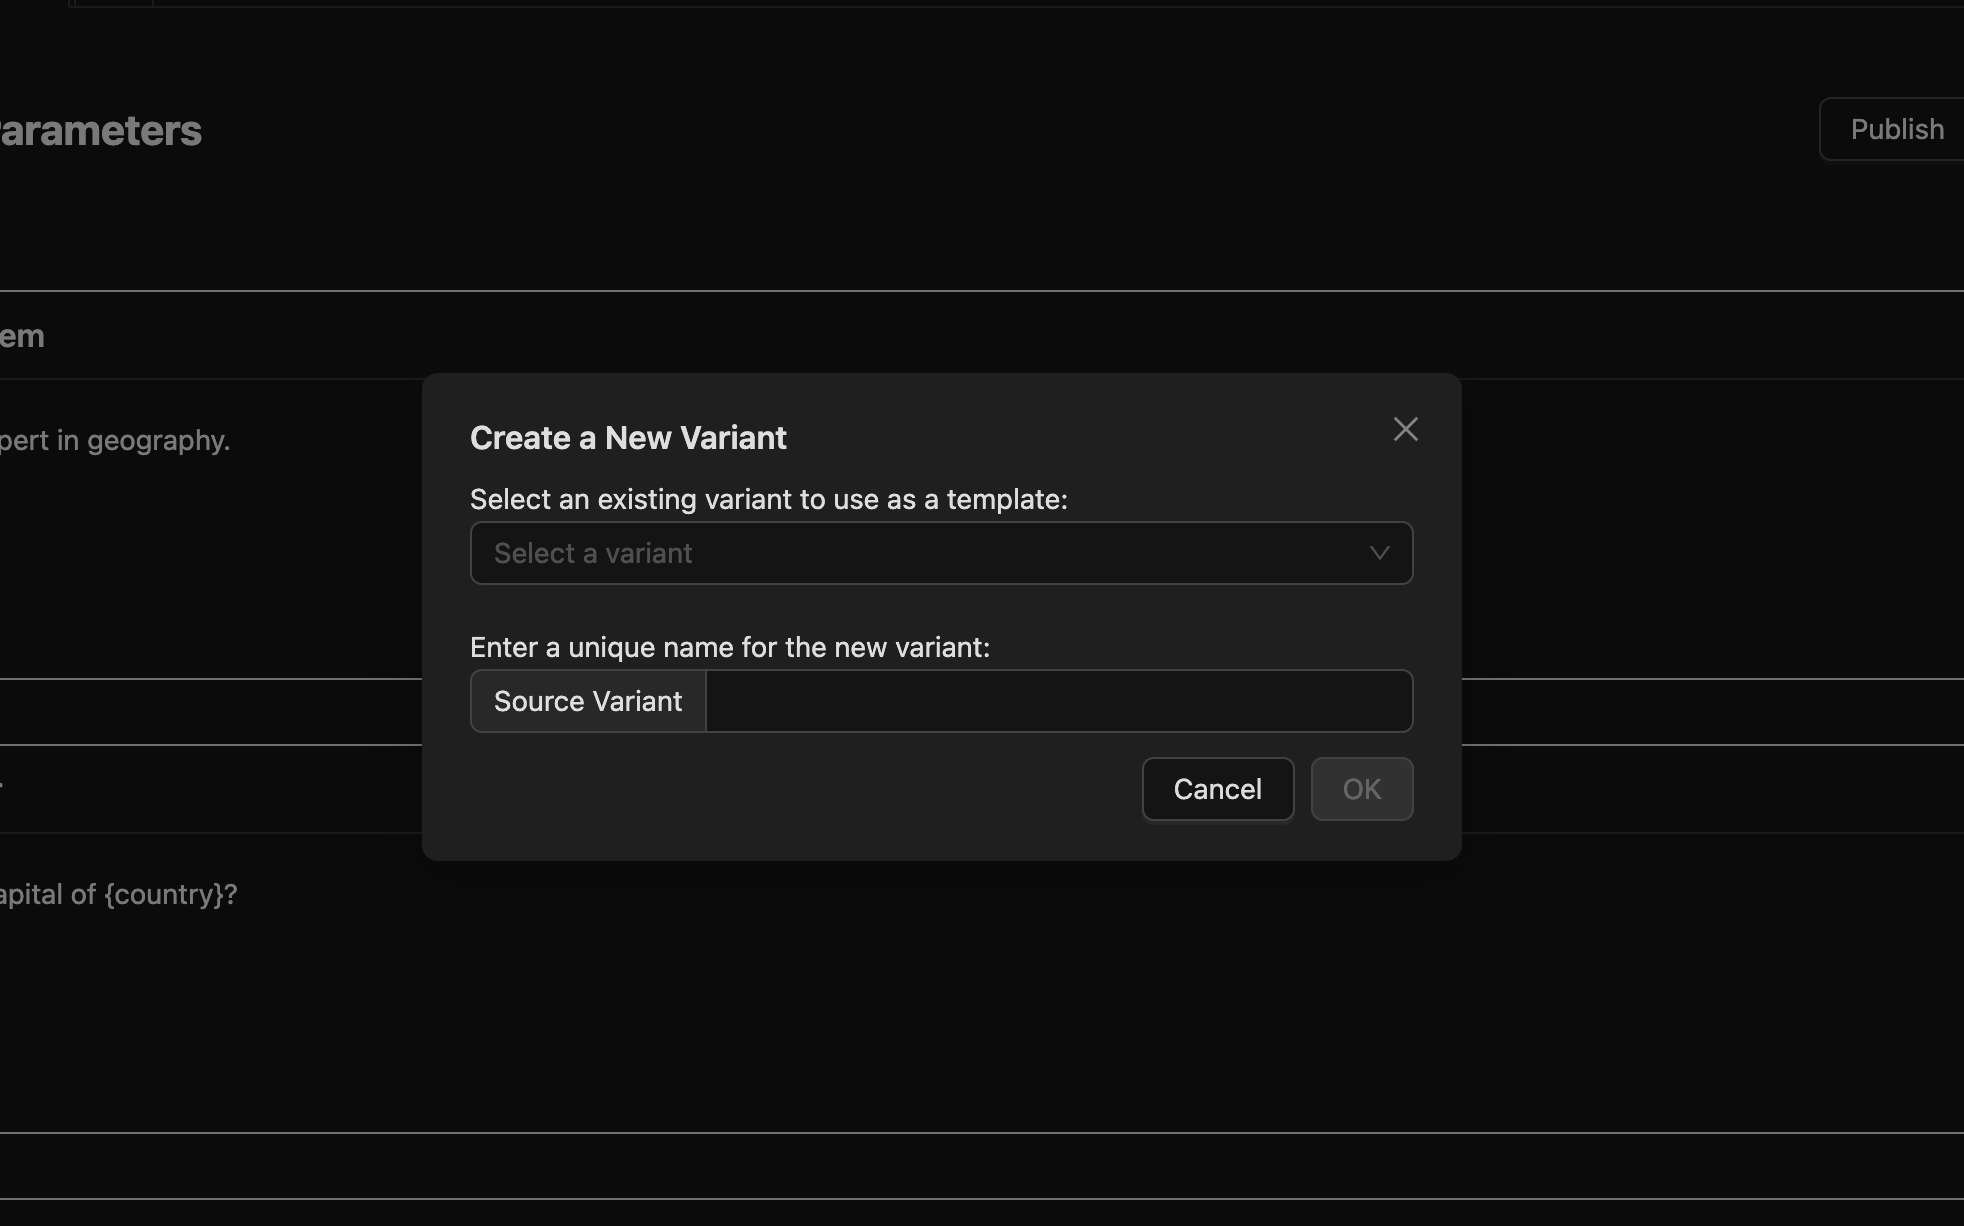 arameters
Publish
em
pert in geography.
Create a New Variant
Select an existing variant to use as a template:
Select a variant
Enter a unique name for the new variant:
Source Variant
Cancel
OK
apital of {country}?